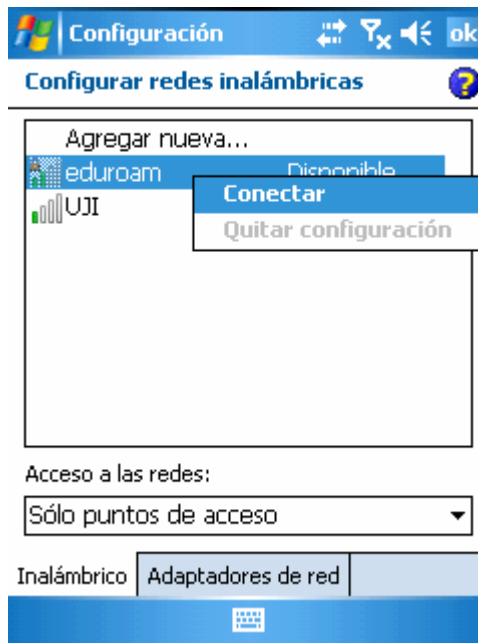 Configuración ok
Configurar redes inalámbricas
Agregar nueva...
eduroam Disponible
Conectar
UJI
Quitar configuración
Acceso a las redes:
Sólo puntos de acceso
Inalámbrico Adaptadores de red